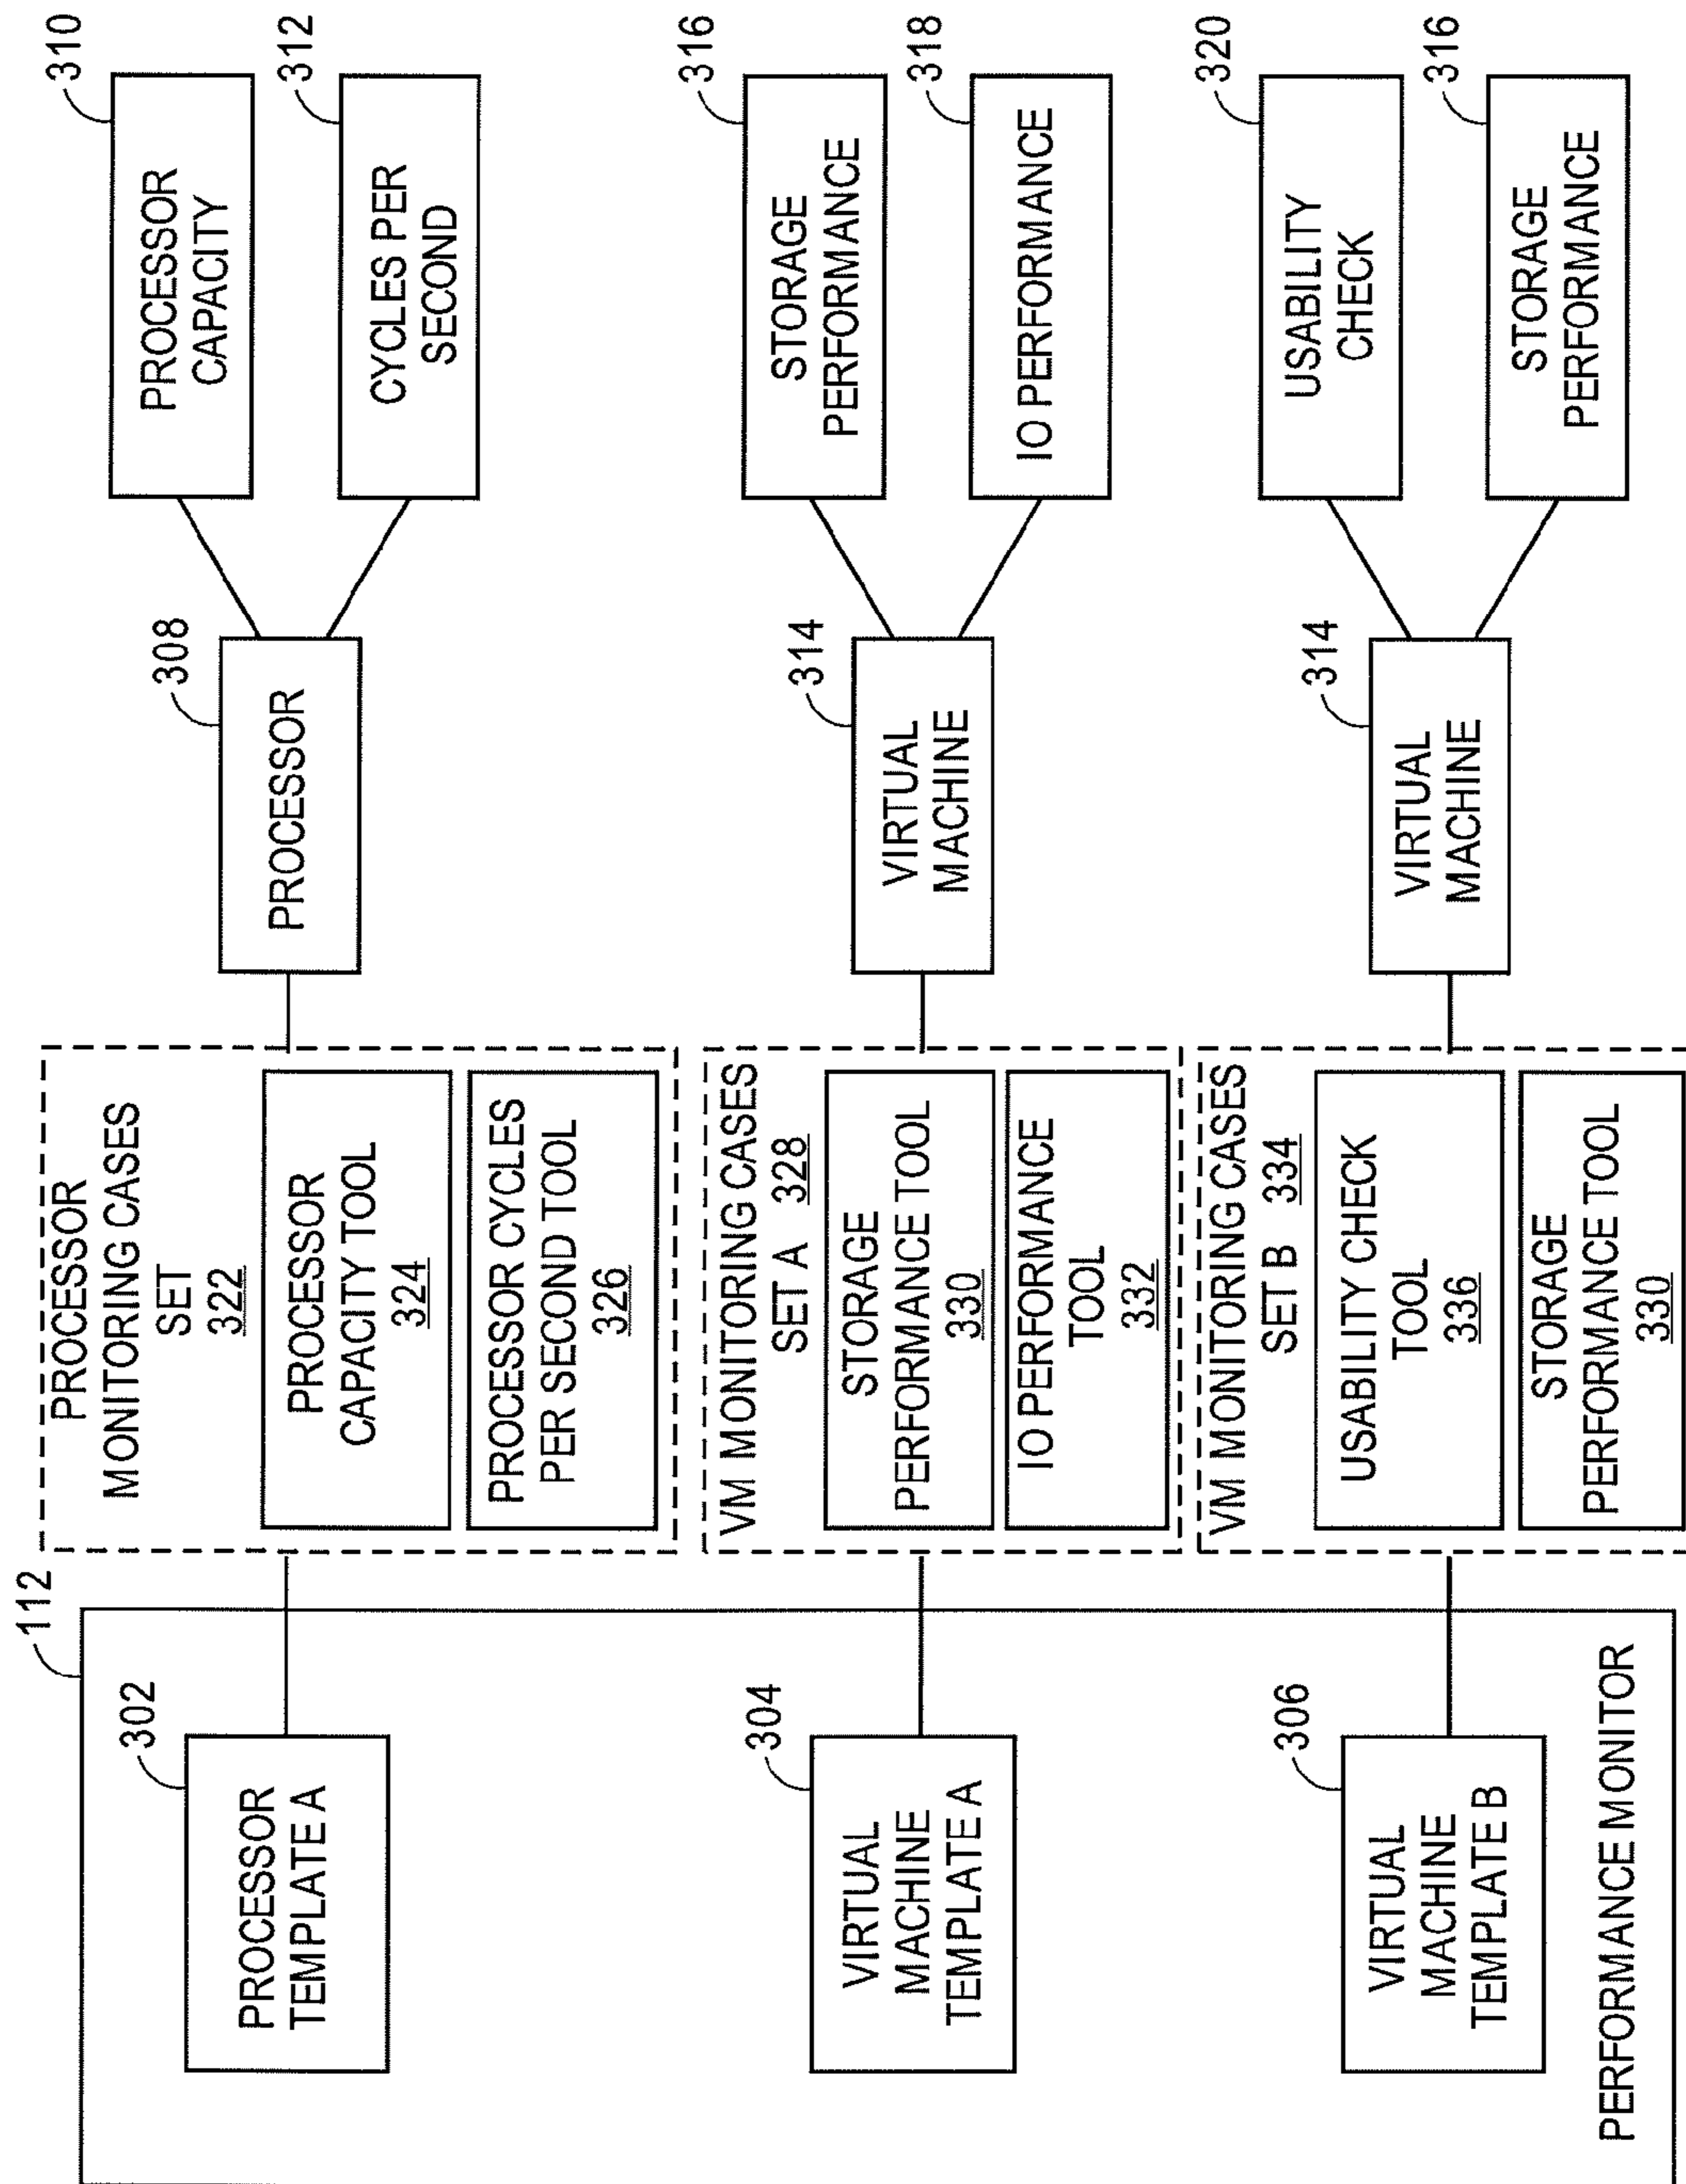 112
302
PROCESSOR
TEMPLATE A
304
VIRTUAL
MACHINE
TEMPLATE A
306
VIRTUAL
MACHINE
TEMPLATE B
PERFORMANCE MONITOR
PROCESSOR
MONITORING CASES
SET
322
PROCESSOR
CAPACITY TOOL
324
PROCESSOR CYCLES
PER SECOND TOOL
326
VM MONITORING CASES
SET A 328
STORAGE
PERFORMANCE TOOL
330
IO PERFORMANCE
TOOL
332
VM MONITORING CASES
SET B 334
USABILITY CHECK
TOOL
336
STORAGE
PERFORMANCE TOOL
330
308
PROCESSOR
314
VIRTUAL
MACHINE
314
VIRTUAL
MACHINE
310
PROCESSOR
CAPACITY
312
CYCLES PER
SECOND
316
STORAGE
PERFORMANCE
318
IO PERFORMANCE
320
USABILITY
CHECK
316
STORAGE
PERFORMANCE